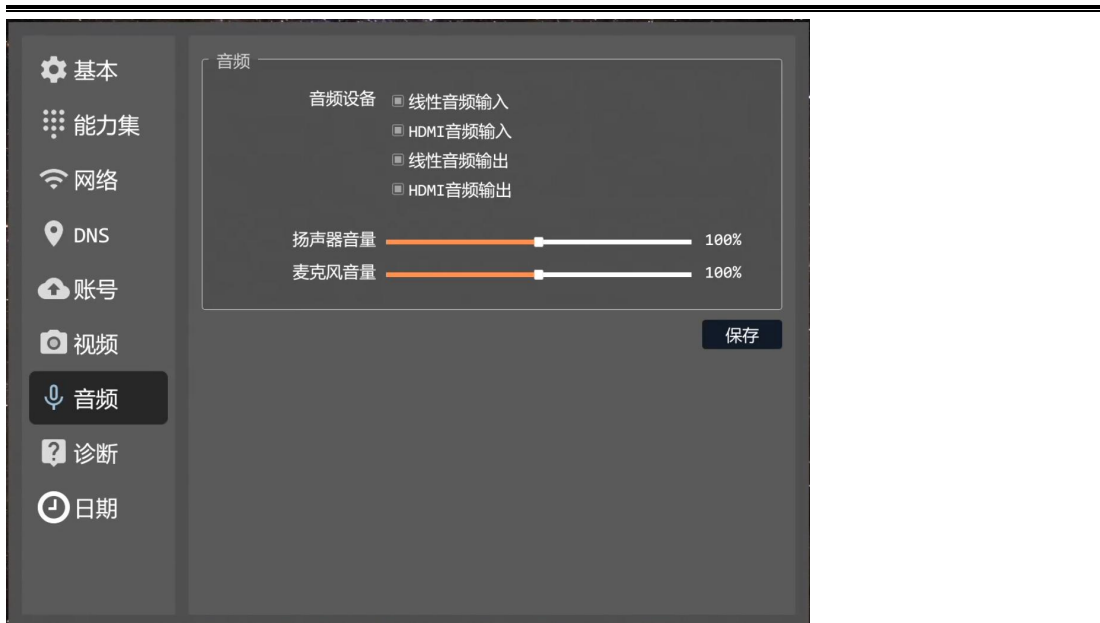 基本
能力集
网络
DNS
账号
视频
音频
诊断
日期
音频
音频设备
线性音频输入
HDMI音频输入
线性音频输出
HDMI音频输出
扬声器音量 100%
麦克风音量 100%
保存